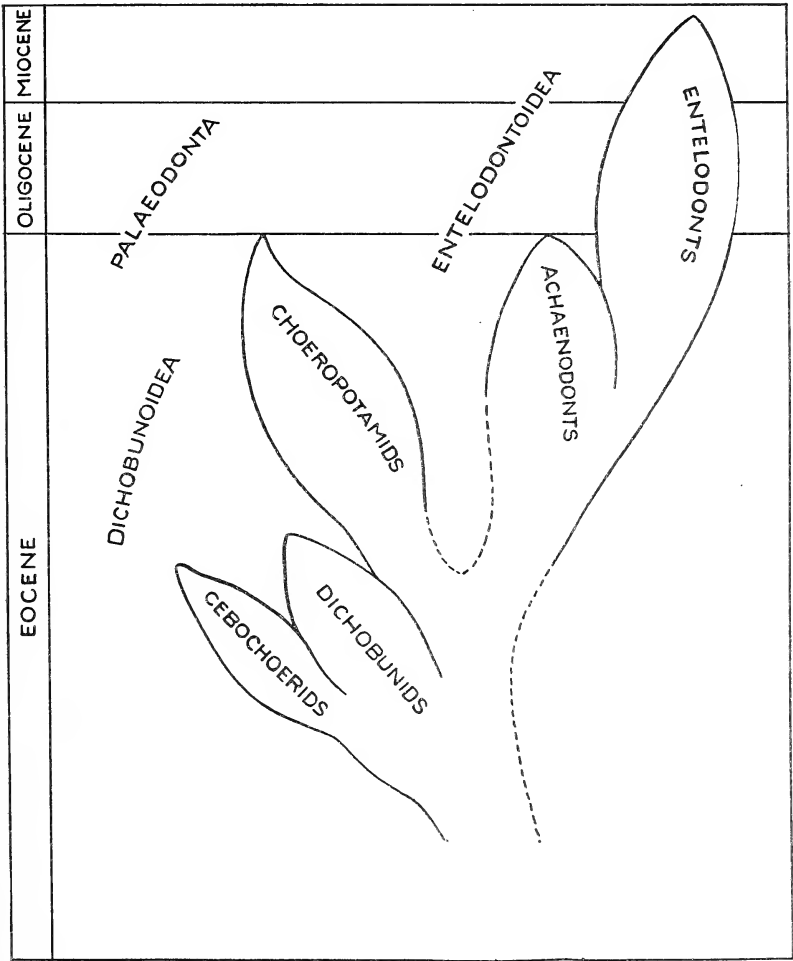 MIOCENE
OLIGOCENE
EOCENE
PALAEODONTA
ENTELODONTOIDEA
ENTELODONTS
ACHAENODONTS
CHOEROPOTAMIDS
DICHOBUNOIDEA
DICHOBUNIDS
CEBOCHOERIDS